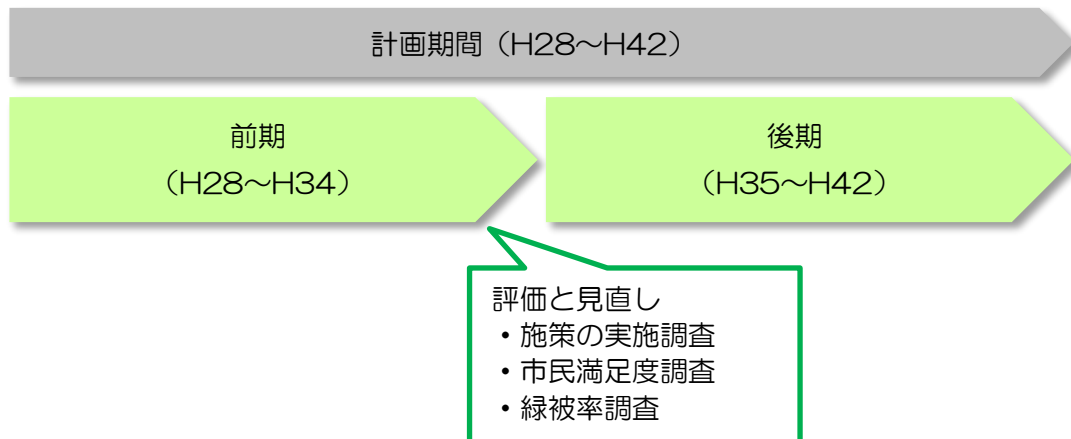 計画期間（H28～H42）
前期
（H28～H34）
後期
（H35～H42）
評価と見直し
・施策の実施調査
・市民満足度調査
・緑被率調査